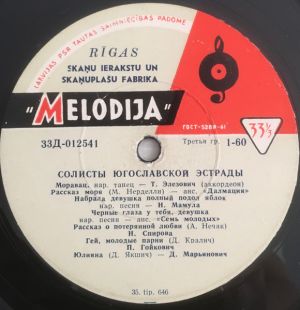 LATVIJAS PSR TAUTAS SAIMNIECĪBAS PADOME
RĪGAS
SKAŅU IERAKSTU UN
SKAŅUPLAŠU FABRIKA
"MELODIJA"
ГОСТ-5289-61
33⅓
33Д-012541
Третья гр. 1-60
СОЛИСТЫ ЮГОСЛАВСКОЙ ЭСТРАДЫ
Моравац, нар. танец — Т. Элезович (аккордеон)
Рассказ моря (М. Нерделли) — анс. «Далмация»
Набрала девушка полный подол яблок
нар. песня — Н. Мамула
Черные глаза у тебя, девушка
нар. песня — анс. «Семь молодых»
Рассказ о потерянной любви (А. Нечак)
Н. Спирова
Гей, молодые парни (Д. Кралич)
П. Гойкович
Юлиана (Д. Якшич) — Д. Марьянович
35. tip. 646